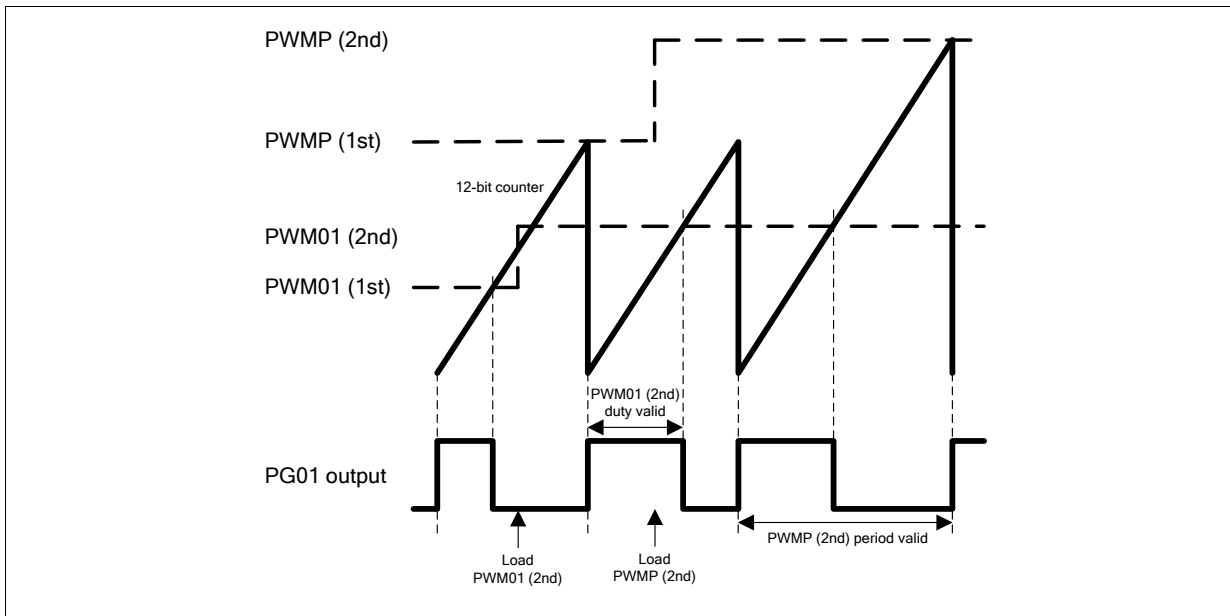 PWMP (2nd)
PWMP (1st)
12-bit counter
PWM01 (2nd)
PWM01 (1st)
PWM01 (2nd)
duty valid
PG01 output
PWMP (2nd) period valid
Load
PWM01 (2nd)
Load
PWMP (2nd)